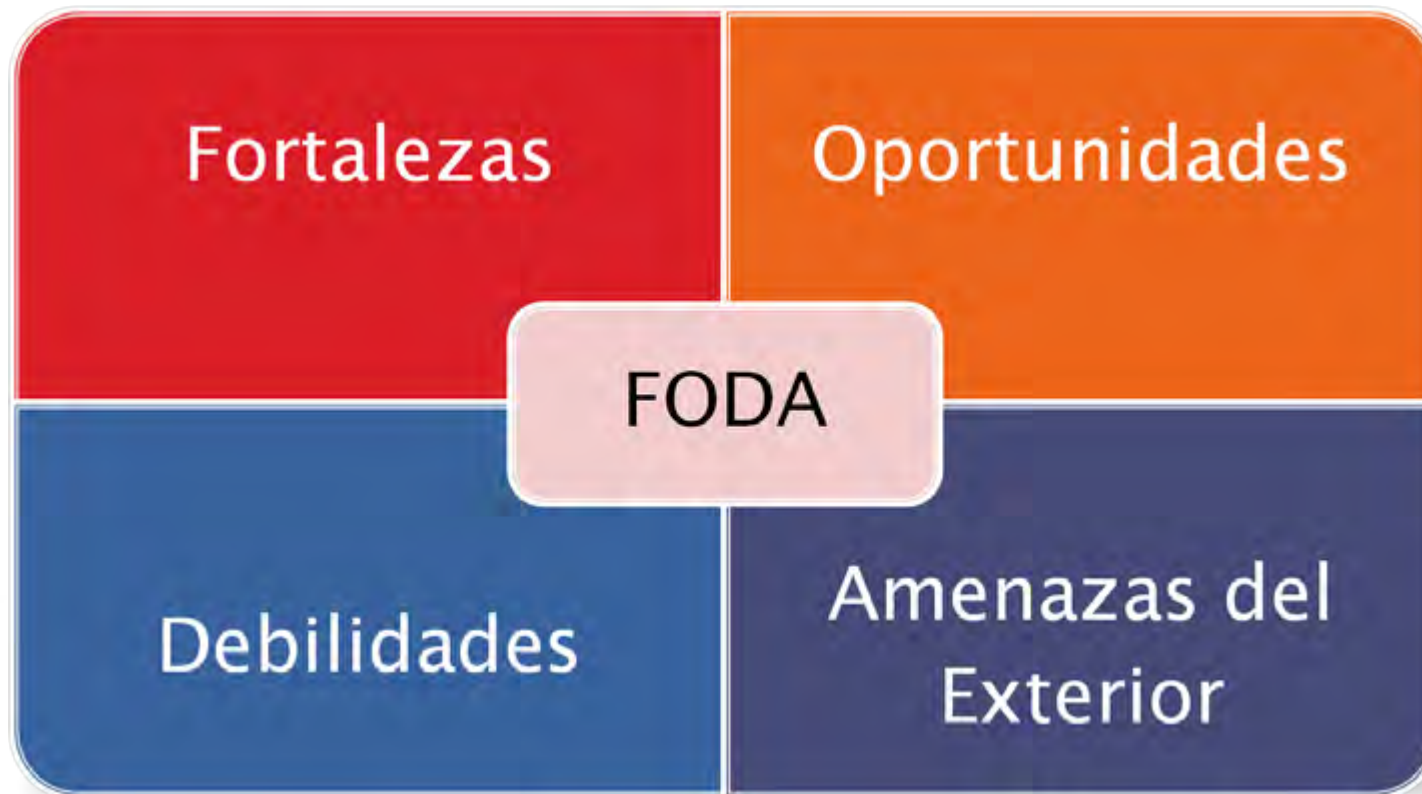 Fortalezas
Oportunidades
FODA
Debilidades
Amenazas del
Exterior